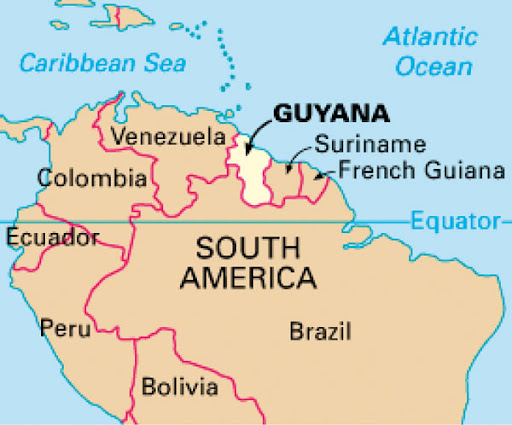 Atlantic
Ocean
Caribbean Sea
GUYANA
Venezuela
Suriname
French Guiana
Colombia
Equator
Ecuador
SOUTH
AMERICA
Peru
Brazil
Bolivia